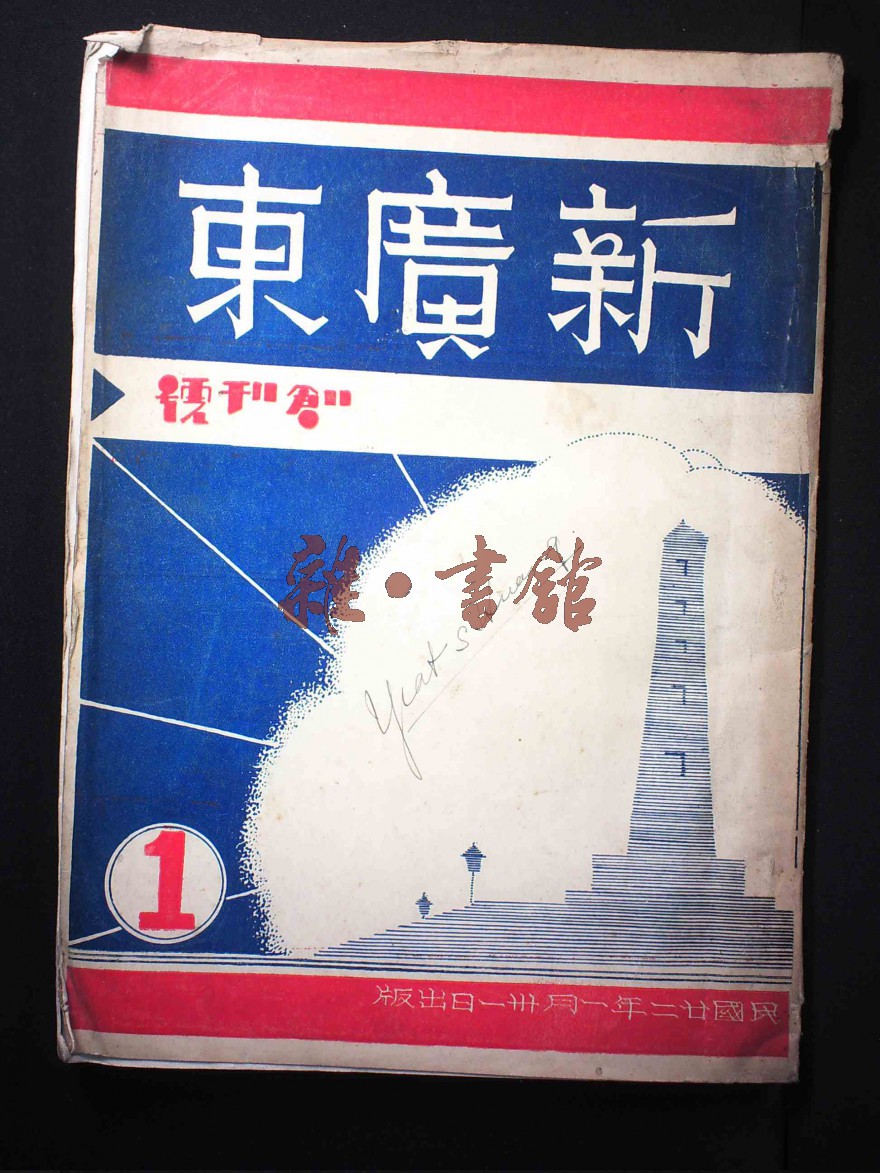 新廣東
創刊號
雜·書館
1
民國廿二年一月卅一日出版